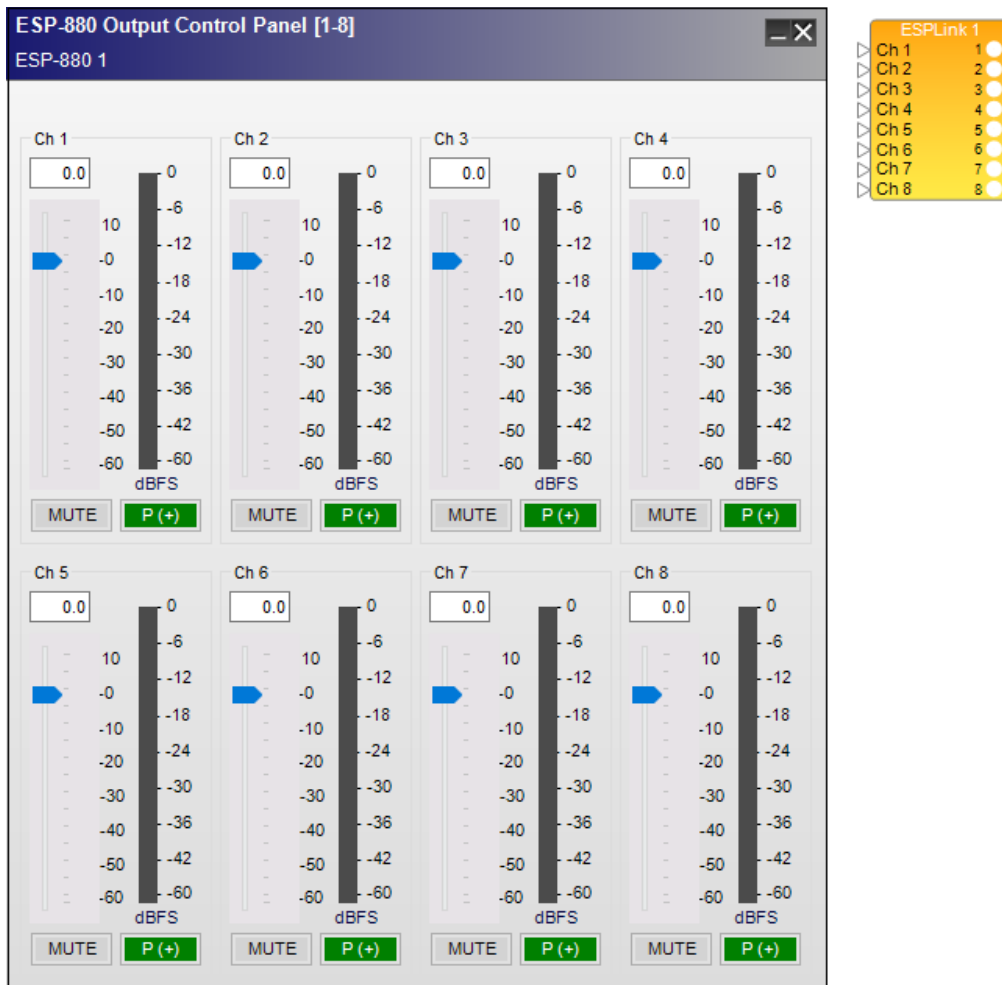 ESP-880 Output Control Panel [1-8]
ESP-880 1
Ch 1 Ch 2 Ch 3 Ch 4
0.0 0 0.0 0 0.0 0 0.0 0
-6 -6 -6 -6
10 10 10 10
-12 -12 -12 -12
-0 -0 -0 -0
-18 -18 -18 -18
-10 -10 -10 -10
-24 -24 -24 -24
-20 -20 -20 -20
-30 -30 -30 -30
-30 -30 -30 -30
-36 -36 -36 -36
-40 -40 -40 -40
-42 -42 -42 -42
-50 -50 -50 -50
-60 -60 -60 -60 -60 -60 -60 -60
dBFS dBFS dBFS dBFS
MUTE P (+) MUTE P (+) MUTE P (+) MUTE P (+)
Ch 5 Ch 6 Ch 7 Ch 8
0.0 0 0.0 0 0.0 0 0.0 0
-6 -6 -6 -6
10 10 10 10
-12 -12 -12 -12
-0 -0 -0 -0
-18 -18 -18 -18
-10 -10 -10 -10
-24 -24 -24 -24
-20 -20 -20 -20
-30 -30 -30 -30
-30 -30 -30 -30
-36 -36 -36 -36
-40 -40 -40 -40
-42 -42 -42 -42
-50 -50 -50 -50
-60 -60 -60 -60 -60 -60 -60 -60
dBFS dBFS dBFS dBFS
MUTE P (+) MUTE P (+) MUTE P (+) MUTE P (+)
ESPLink 1
Ch 1 1
Ch 2 2
Ch 3 3
Ch 4 4
Ch 5 5
Ch 6 6
Ch 7 7
Ch 8 8